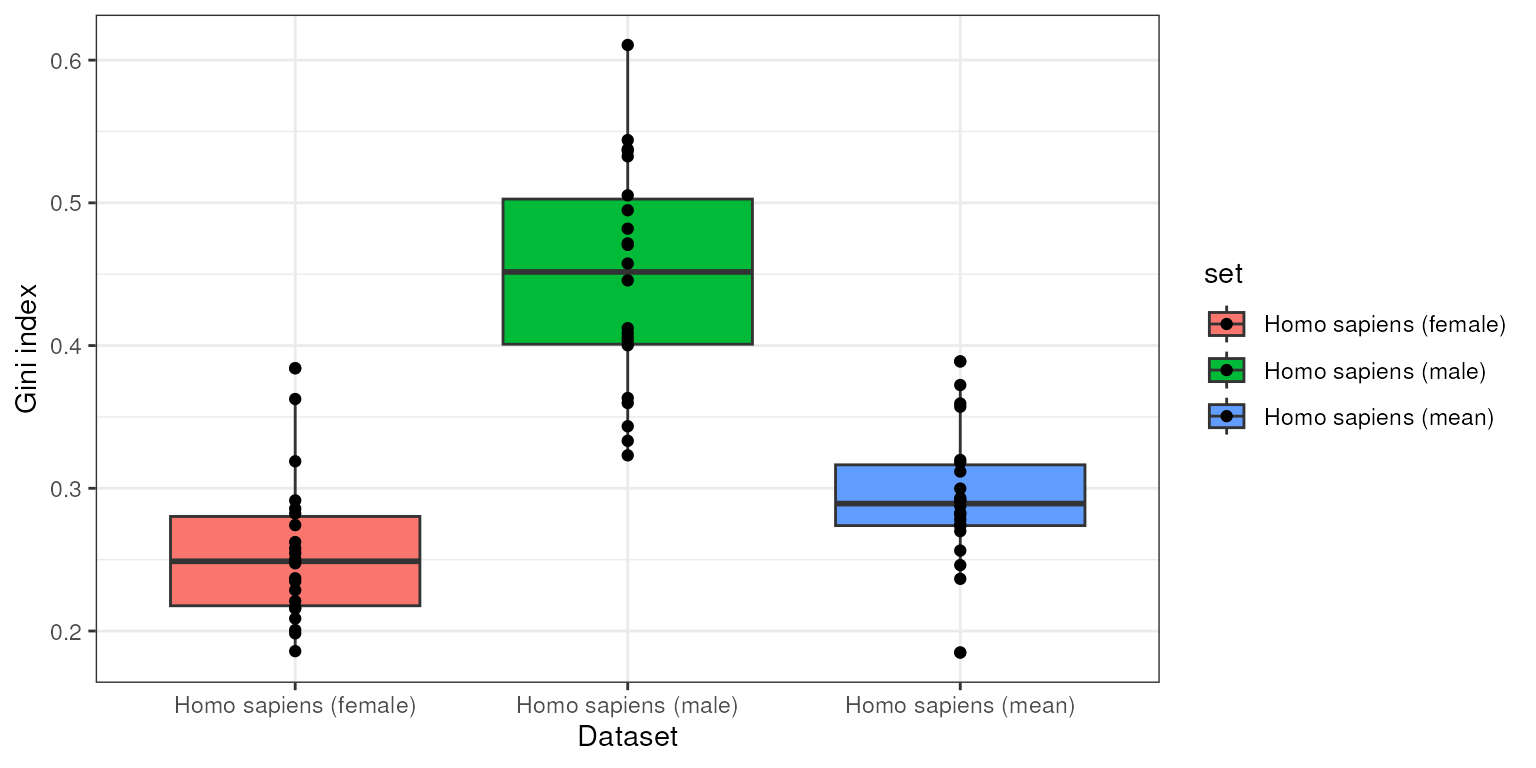 Gini index
0.6
0.5
0.4
0.3
0.2
Homo sapiens (female)
Homo sapiens (male)
Homo sapiens (mean)
Dataset
set
Homo sapiens (female)
Homo sapiens (male)
Homo sapiens (mean)